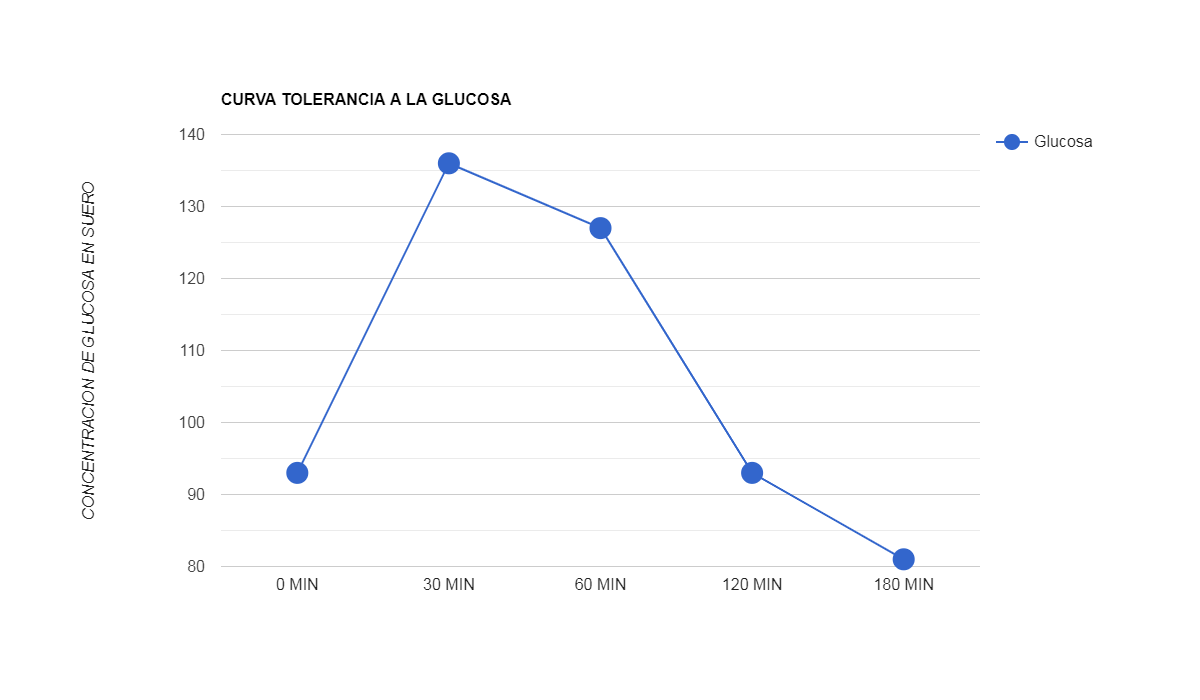 CURVA TOLERANCIA A LA GLUCOSA
Glucosa
CONCENTRACION DE GLUCOSA EN SUERO
140
130
120
110
100
90
80
0 MIN 30 MIN 60 MIN 120 MIN 180 MIN